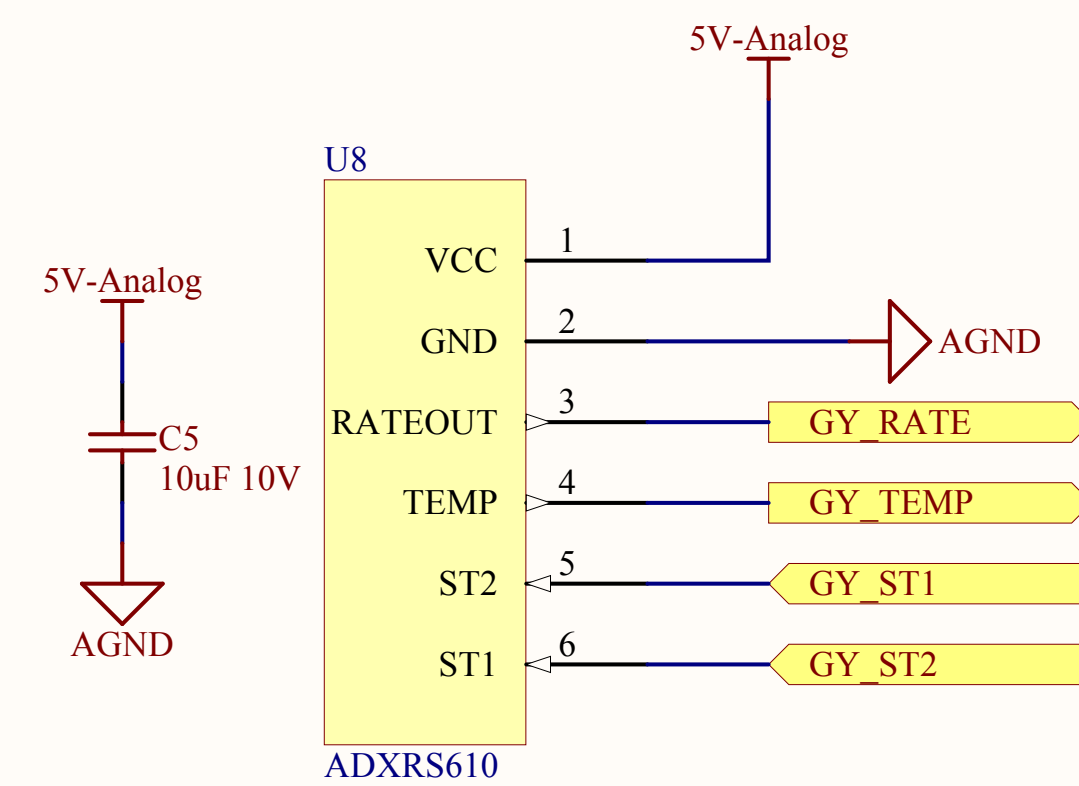 5V-Analog
U8
VCC 1
5V-Analog
GND 2 AGND
RATEOUT 3 GY_RATE
C5
10uF 10V
TEMP 4 GY_TEMP
ST2 5 GY_ST1
AGND
ST1 6 GY_ST2
ADXRS610